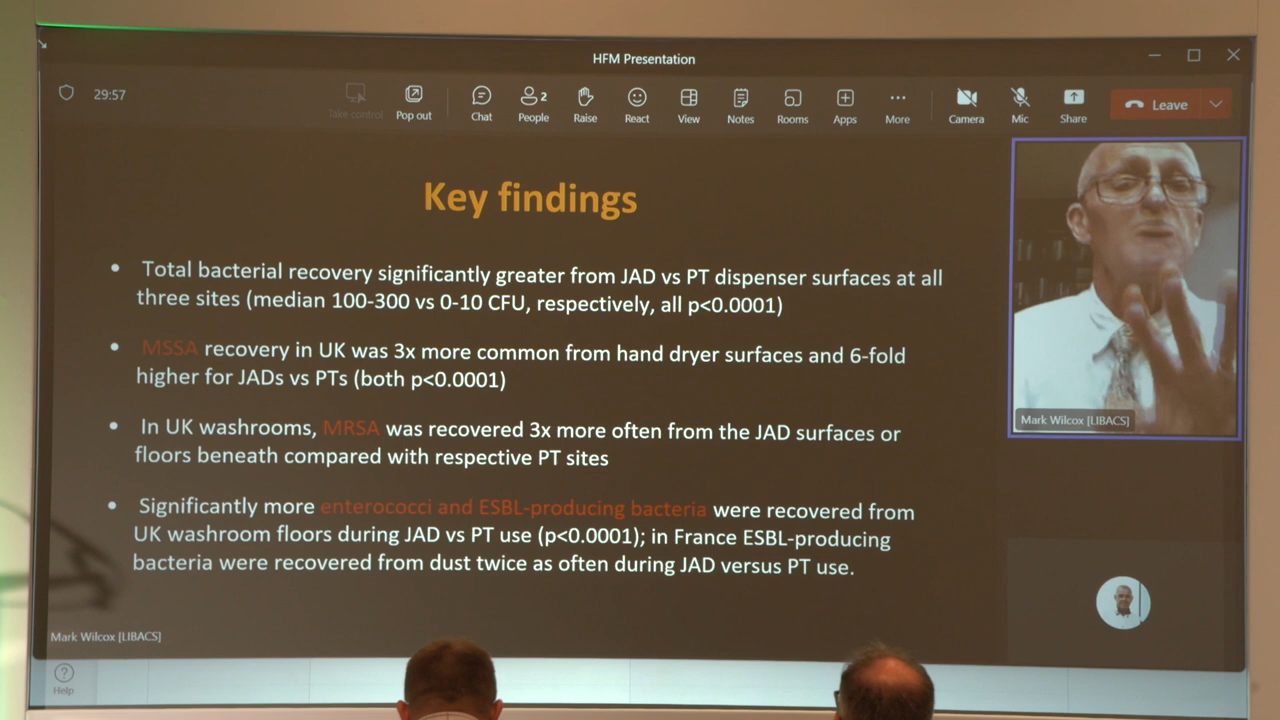 HFM Presentation
29:57
Take control
Pop out
Chat
2
People
Raise
React
View
Notes
Rooms
Apps
More
Camera
Mic
Share
Leave
Key findings
• Total bacterial recovery significantly greater from JAD vs PT dispenser surfaces at all
three sites (median 100-300 vs 0-10 CFU, respectively, all p<0.0001)
• MSSA recovery in UK was 3x more common from hand dryer surfaces and 6-fold
higher for JADs vs PTs (both p<0.0001)
• In UK washrooms, MRSA was recovered 3x more often from the JAD surfaces or
floors beneath compared with respective PT sites
• Significantly more enterococci and ESBL-producing bacteria were recovered from
UK washroom floors during JAD vs PT use (p<0.0001); in France ESBL-producing
bacteria were recovered from dust twice as often during JAD versus PT use.
Mark Wilcox [LIBACS]
Mark Wilcox [LIBACS]
?
Help